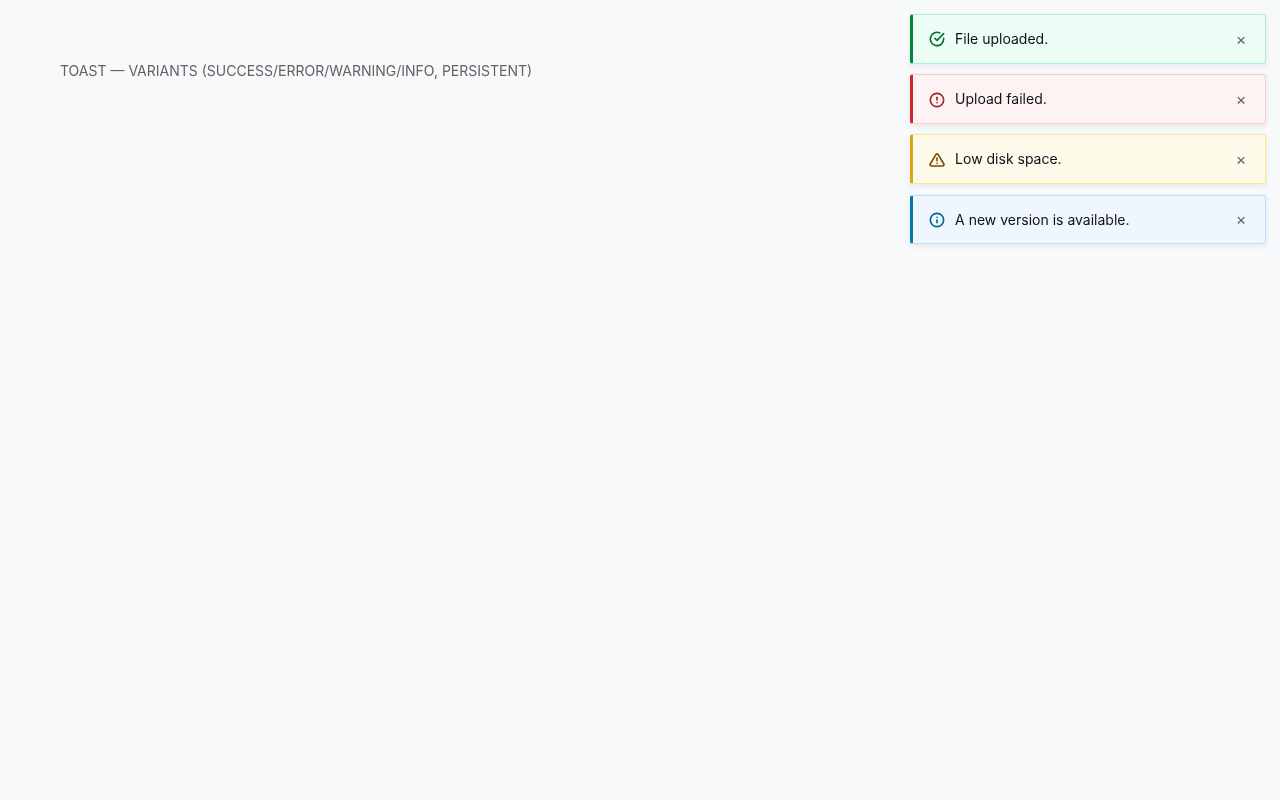 TOAST — VARIANTS (SUCCESS/ERROR/WARNING/INFO, PERSISTENT)
File uploaded.
Upload failed.
Low disk space.
A new version is available.